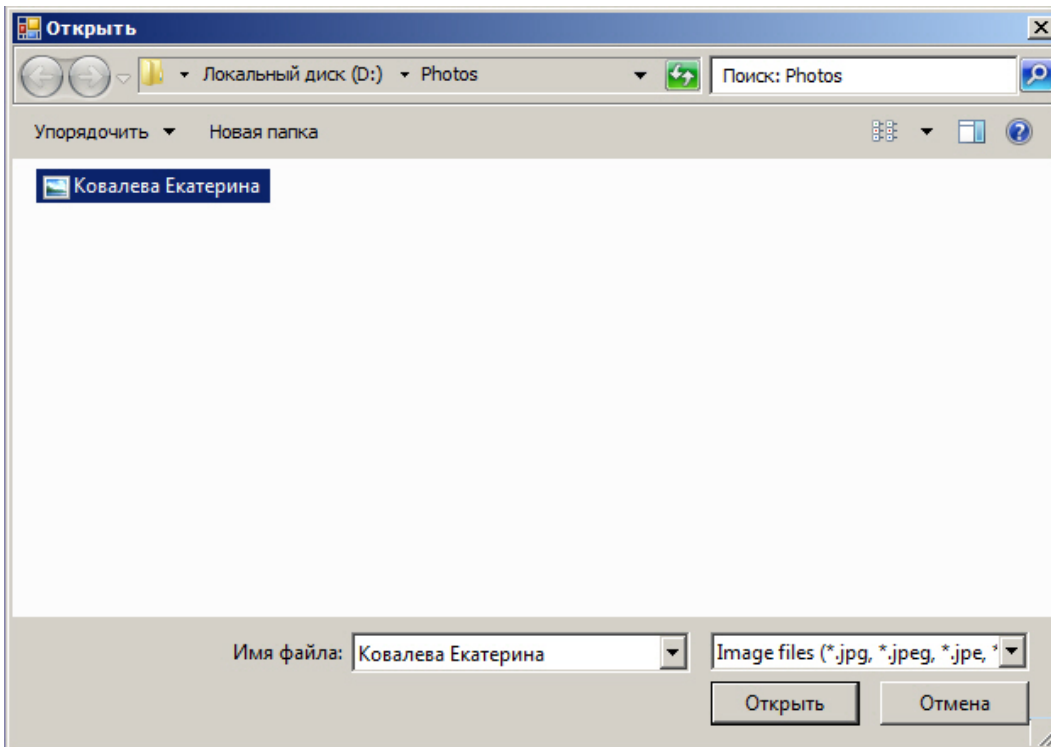 Открыть
Локальный диск (D:) Photos Поиск: Photos
Упорядочить Новая папка
Ковалева Екатерина
Имя файла: Ковалева Екатерина Image files (*.jpg, *.jpeg, *.jpe, *
Открыть Отмена